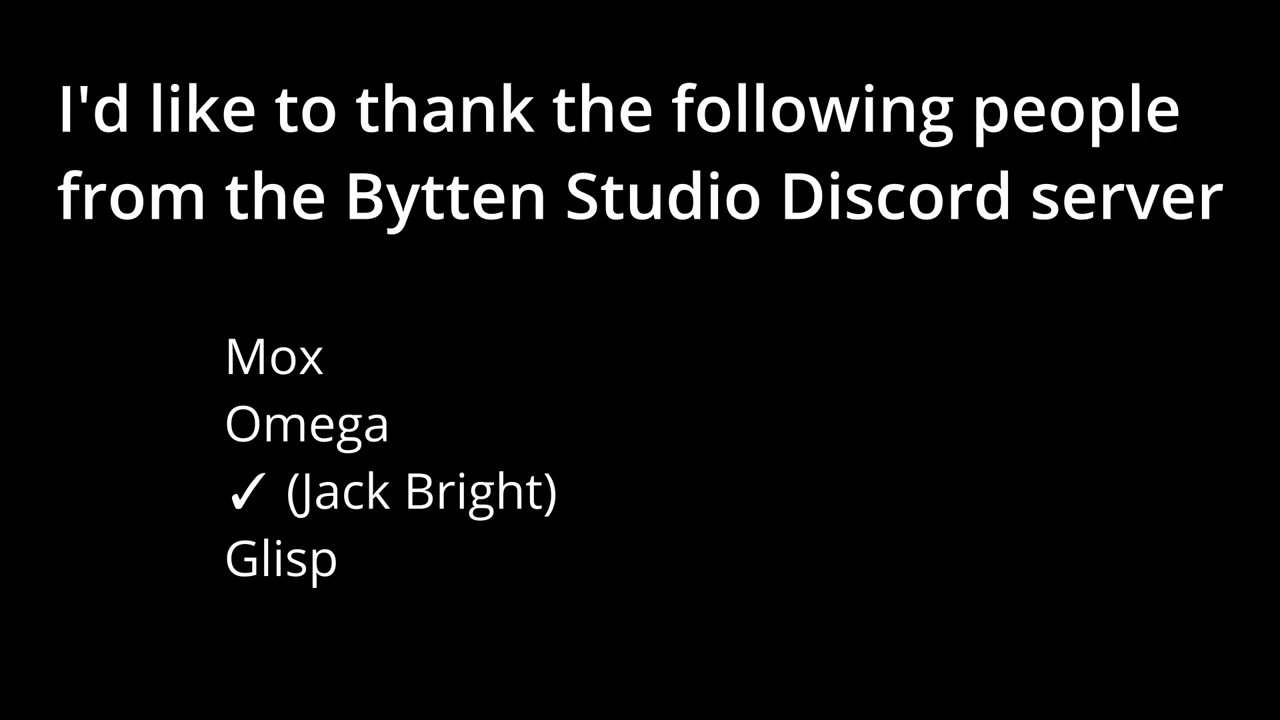 I'd like to thank the following people
from the Bytten Studio Discord server
Mox
Omega
✓ (Jack Bright)
Glisp